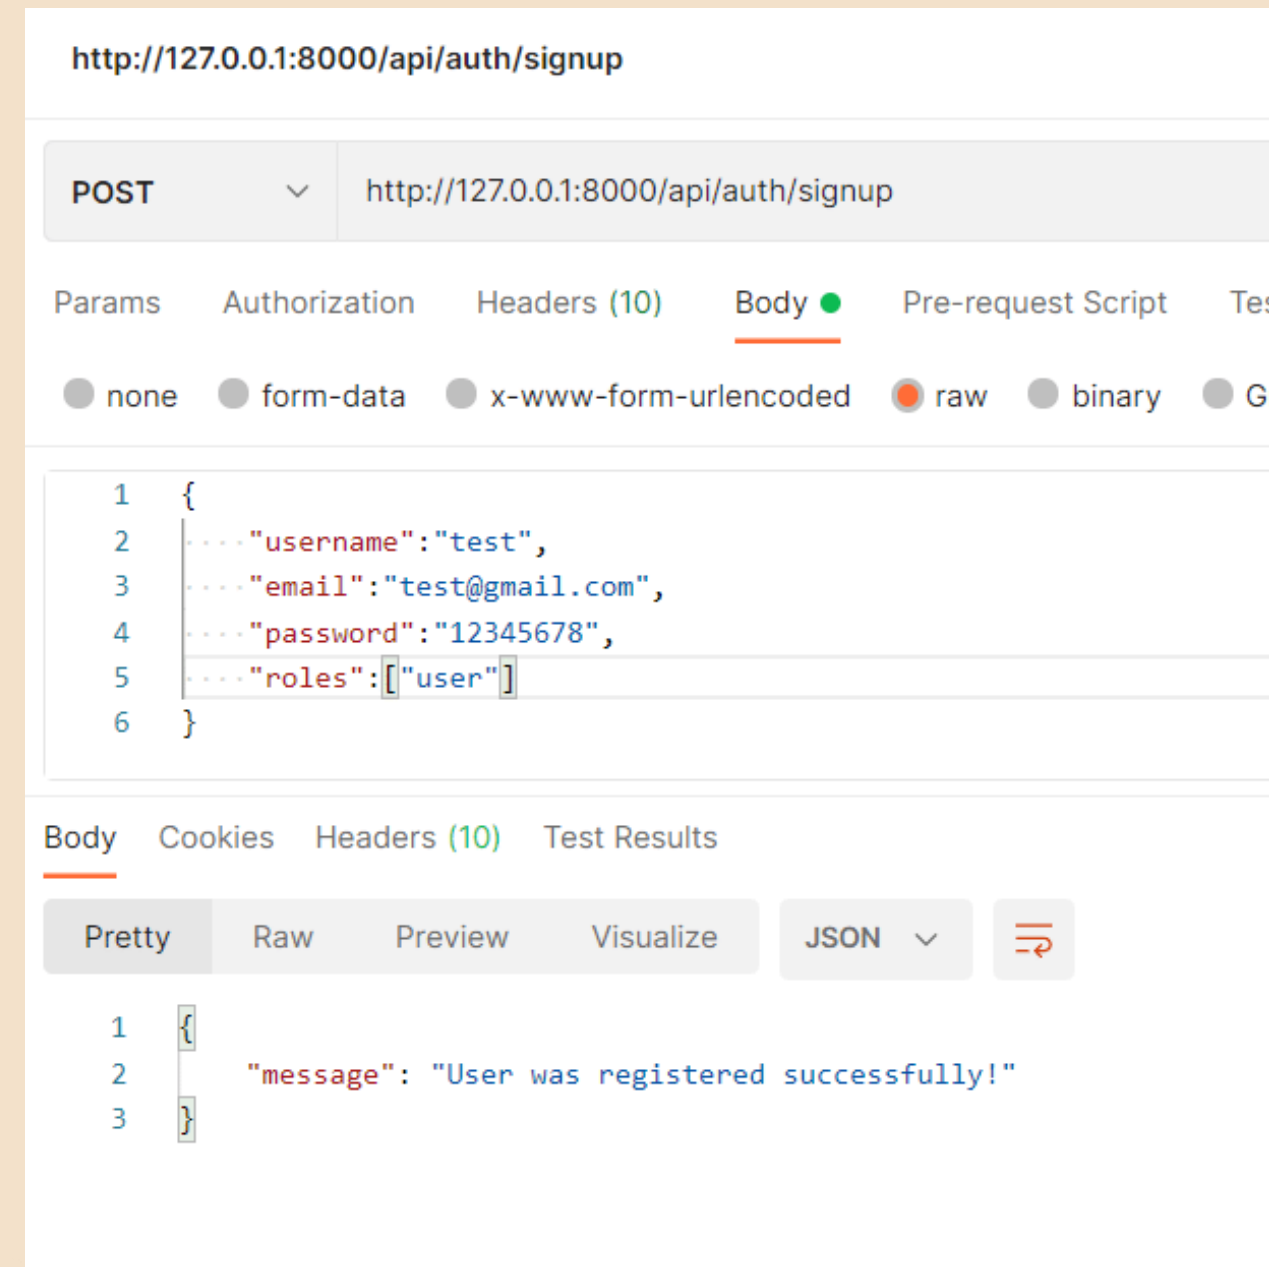 http://127.0.0.1:8000/api/auth/signup
POST http://127.0.0.1:8000/api/auth/signup
Params Authorization Headers (10) Body Pre-request Script Tes
none form-data x-www-form-urlencoded raw binary G
1 {
2 "username":"test",
3 "email":"test@gmail.com",
4 "password":"12345678",
5 "roles":["user"]
6 }
Body Cookies Headers (10) Test Results
Pretty Raw Preview Visualize JSON
1 {
2 "message": "User was registered successfully!"
3 }